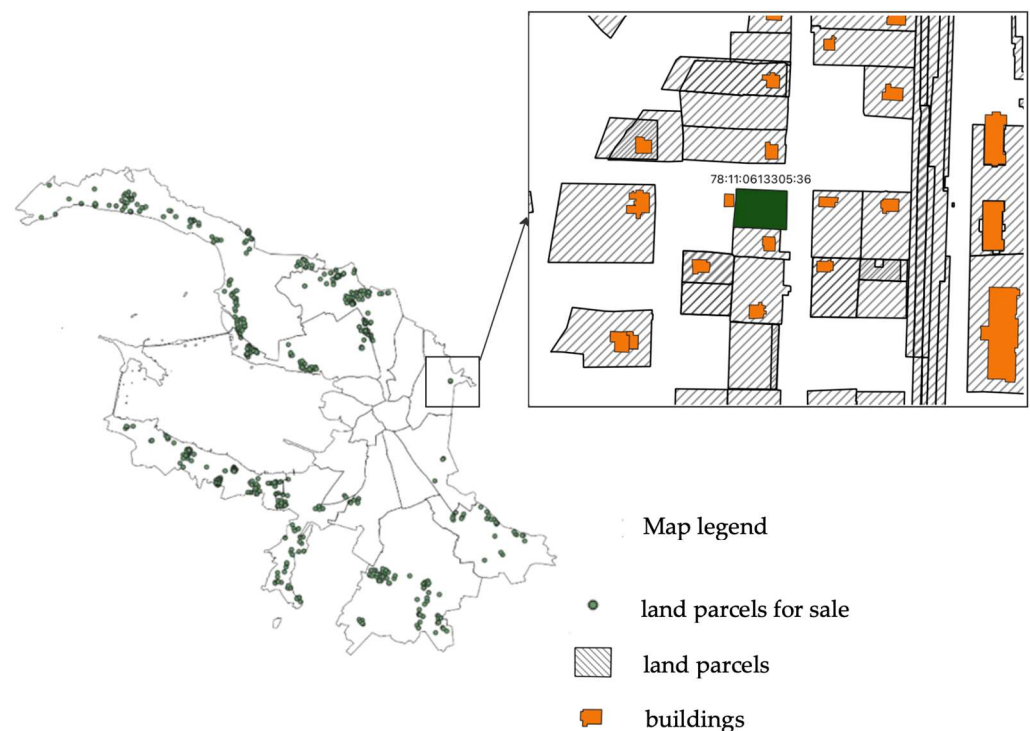 78:11:0613305:36
Map legend
land parcels for sale
land parcels
buildings